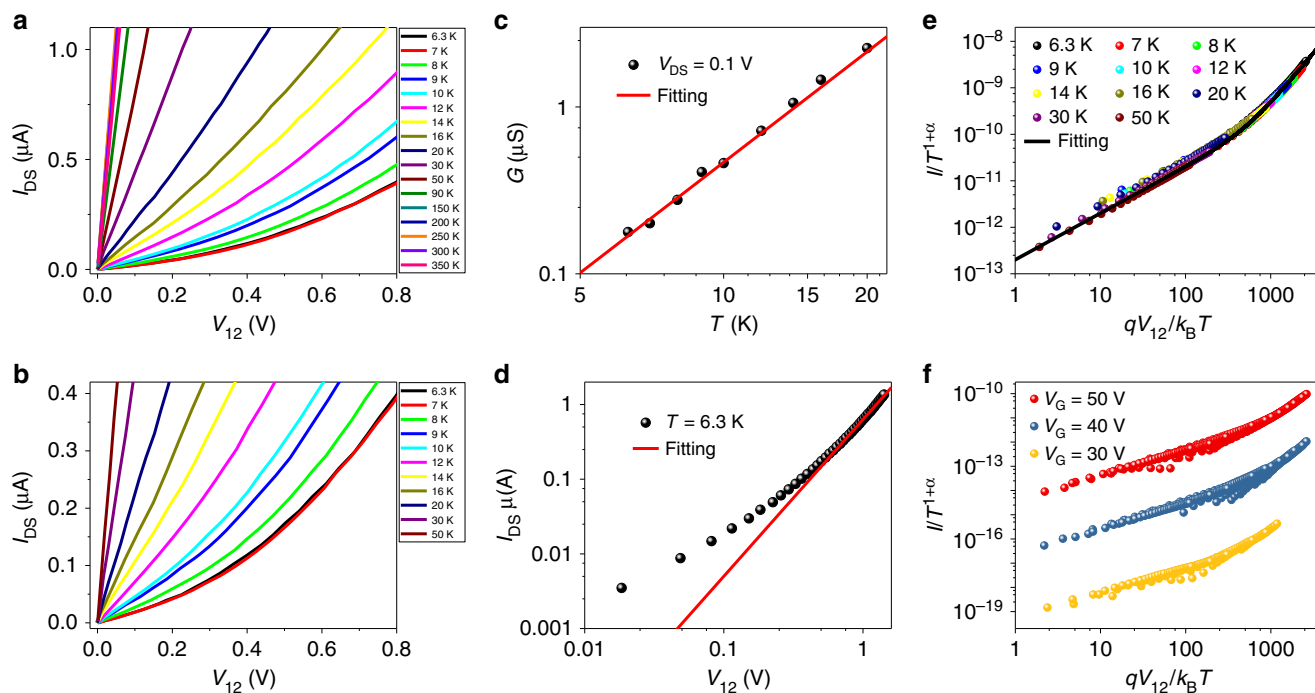 a
1.0
0.5
0.0
I_DS (μA)
0.0 0.2 0.4 0.6 0.8
V_12 (V)
6.3 K
7 K
8 K
9 K
10 K
12 K
14 K
16 K
20 K
30 K
50 K
90 K
150 K
200 K
250 K
300 K
350 K
b
0.4
0.3
0.2
0.1
0.0
I_DS (μA)
0.0 0.2 0.4 0.6 0.8
V_12 (V)
6.3 K
7 K
8 K
9 K
10 K
12 K
14 K
16 K
20 K
30 K
50 K
c
V_DS = 0.1 V
Fitting
1
0.1
G (μS)
5 10 15 20
T (K)
d
T = 6.3 K
Fitting
1
0.1
0.01
0.001
I_DS μ(A)
0.01 0.1 1
V_12 (V)
e
6.3 K 7 K 8 K
9 K 10 K 12 K
14 K 16 K 20 K
30 K 50 K
Fitting
10^−8
10^−9
10^−10
10^−11
10^−12
10^−13
I/T^1+α
1 10 100 1000
qV_12/k_BT
f
V_G = 50 V
V_G = 40 V
V_G = 30 V
10^−10
10^−13
10^−16
10^−19
I/T^1+α
1 10 100 1000
qV_12/k_BT